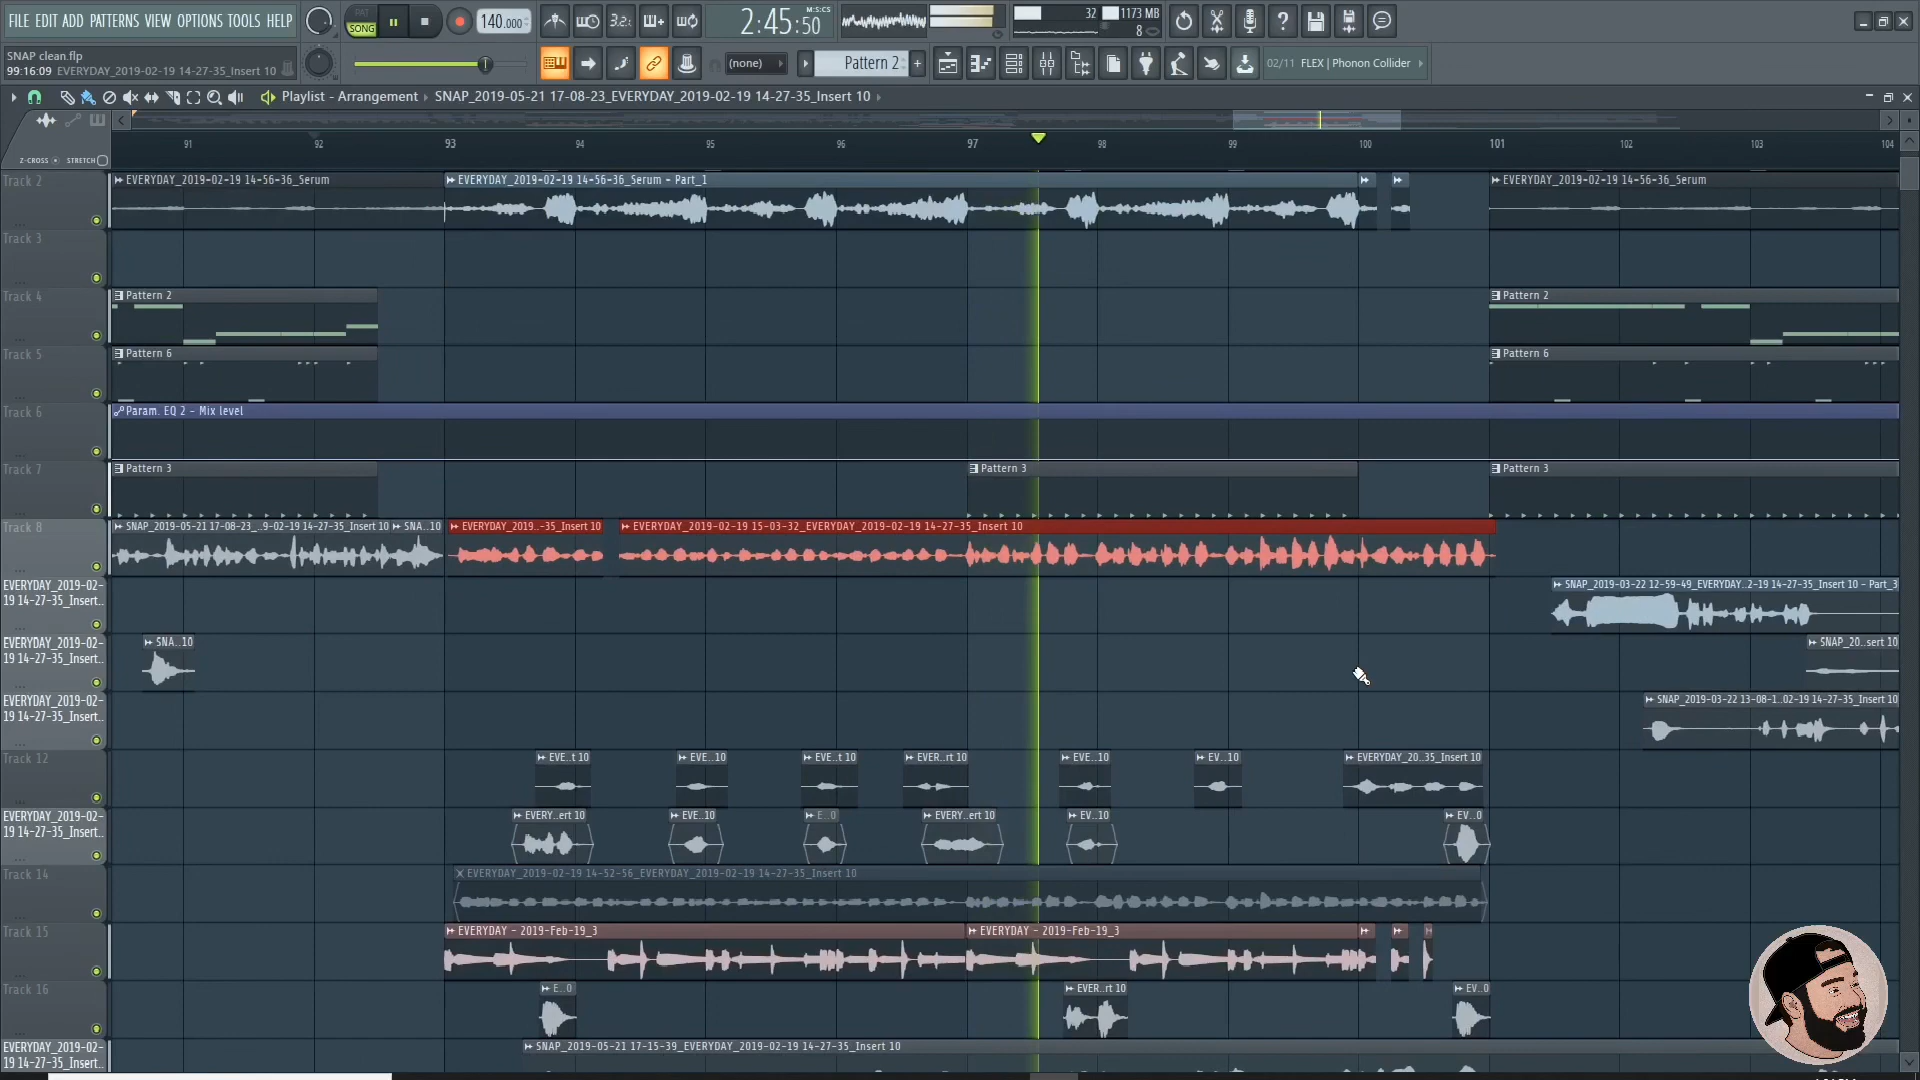 FILE EDIT ADD PATTERNS VIEW OPTIONS TOOLS HELP
PAT
SONG
140.000
3.2.
2:45:50
M:S:CS
32
1173 MB
8
SNAP clean.flp
99:16:09 EVERYDAY_2019-02-19 14-27-35_Insert 10
(none)
Pattern 2
02/11 FLEX | Phonon Collider
Playlist - Arrangement
SNAP_2019-05-21 17-08-23_EVERYDAY_2019-02-19 14-27-35_Insert 10
Z-CROSS
STRETCH
91 92 93 94 95 96 97 98 99 100 101 102 103 104
Track 2
EVERYDAY_2019-02-19 14-56-36_Serum
EVERYDAY_2019-02-19 14-56-36_Serum - Part_1
EVERYDAY_2019-02-19 14-56-36_Serum
Track 3
Track 4
Pattern 2
Pattern 2
Track 5
Pattern 6
Pattern 6
Track 6
Param. EQ 2 - Mix level
Track 7
Pattern 3
Pattern 3
Pattern 3
Track 8
SNAP_2019-05-21 17-08-23_..9-02-19 14-27-35_Insert 10
SNA..10
EVERYDAY_2019..-35_Insert 10
EVERYDAY_2019-02-19 15-03-32_EVERYDAY_2019-02-19 14-27-35_Insert 10
EVERYDAY_2019-02-
19 14-27-35_Insert..
SNAP_2019-03-22 12-59-49_EVERYDAY..2-19 14-27-35_Insert 10 - Part_3
EVERYDAY_2019-02-
19 14-27-35_Insert..
SNA..10
SNAP_20..sert 10
EVERYDAY_2019-02-
19 14-27-35_Insert..
SNAP_2019-03-22 13-08-1..02-19 14-27-35_Insert 10
Track 12
EVE..t 10
EVE..10
EVE..t 10
EVER..rt 10
EVE..10
EV..10
EVERYDAY_20..35_Insert 10
EVERYDAY_2019-02-
19 14-27-35_Insert..
EVERY..ert 10
EVE..10
E..0
EVERY..ert 10
EV..10
EV..0
Track 14
EVERYDAY_2019-02-19 14-52-56_EVERYDAY_2019-02-19 14-27-35_Insert 10
Track 15
EVERYDAY - 2019-Feb-19_3
EVERYDAY - 2019-Feb-19_3
Track 16
E..0
EVER..rt 10
EV..0
EVERYDAY_2019-02-
19 14-27-35_Insert..
SNAP_2019-05-21 17-15-39_EVERYDAY_2019-02-19 14-27-35_Insert 10